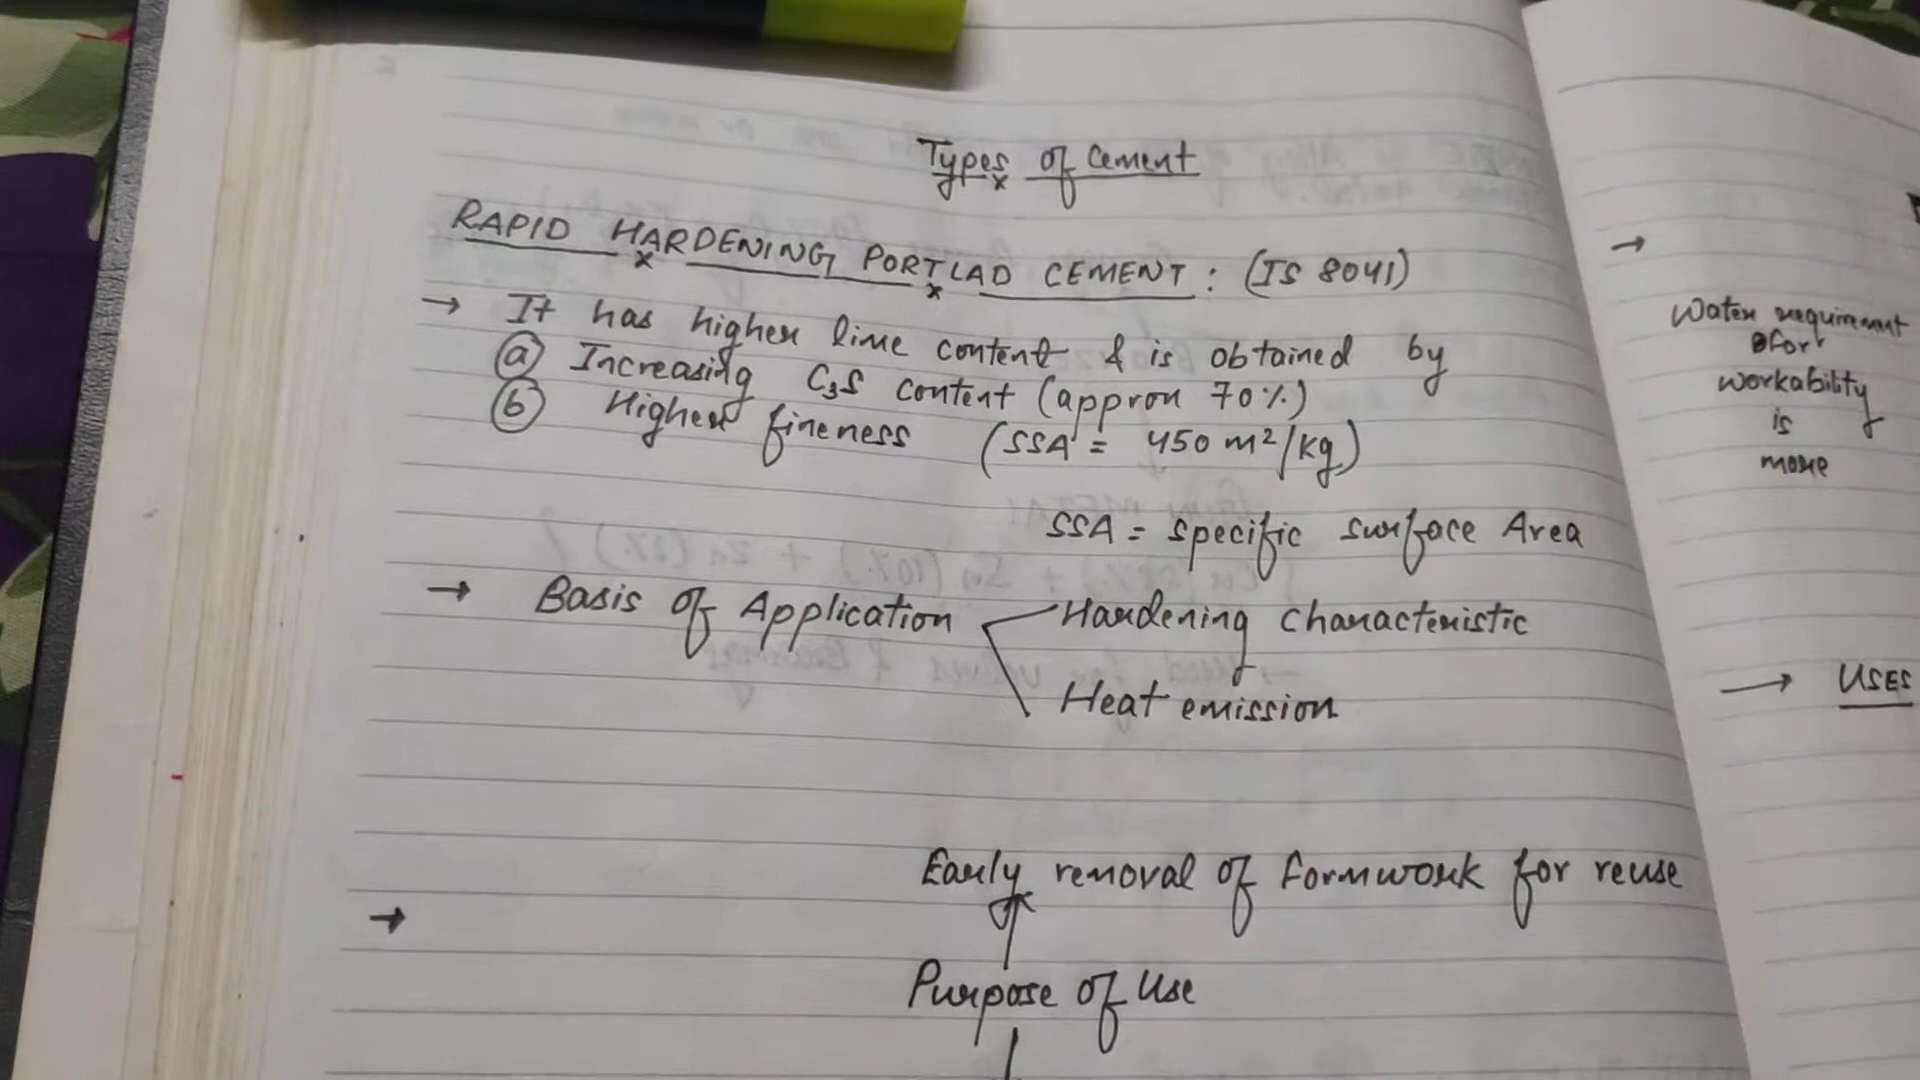 Types of Cement
RAPID HARDENING PORTLAD CEMENT : (IS 8041)
→ It has higher lime content & is obtained by
(a) Increasing C3S content (approx 70%)
(b) Higher fineness (SSA = 450 m²/kg)
SSA = specific surface Area
→ Basis of Application
Hardening characteristic
Heat emission
Early removal of formwork for reuse
→
Purpose of Use
→
Water requirement
for
workability
is
more
→ USES